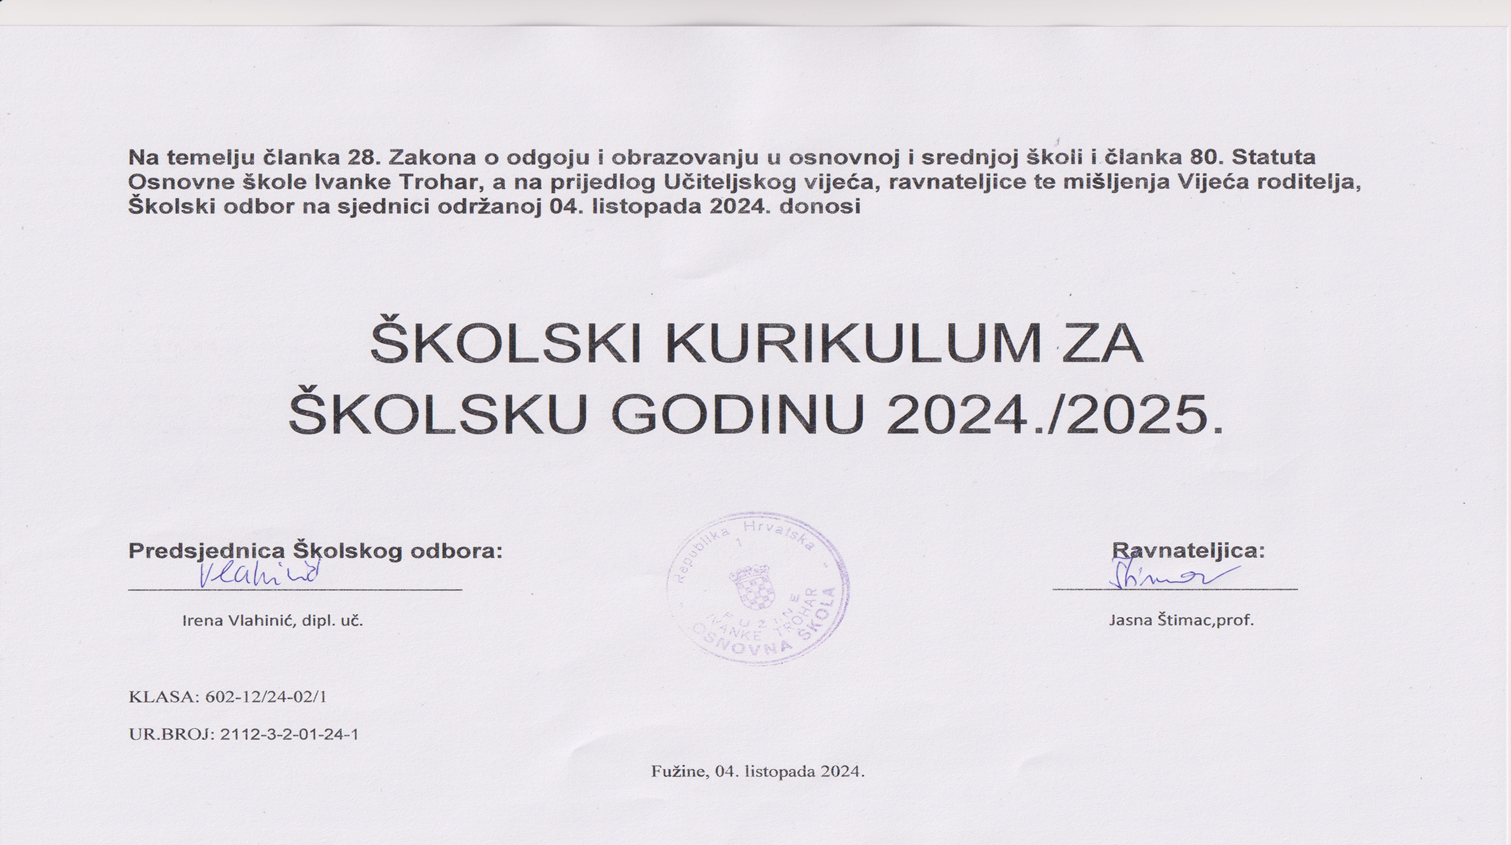 Na temelju članka 28. Zakona o odgoju i obrazovanju u osnovnoj i srednjoj školi i članka 80. Statuta
Osnovne škole Ivanke Trohar, a na prijedlog Učiteljskog vijeća, ravnateljice te mišljenja Vijeća roditelja,
Školski odbor na sjednici održanoj 04. listopada 2024. donosi
ŠKOLSKI KURIKULUM ZA
ŠKOLSKU GODINU 2024./2025.
Predsjednica Školskog odbora:
Vlahinić
Irena Vlahinić, dipl. uč.
Republika Hrvatska
1
FUŽINE
IVANKE TROHAR
OSNOVNA ŠKOLA
Ravnateljica:
Štimac
Jasna Štimac,prof.
KLASA: 602-12/24-02/1
UR.BROJ: 2112-3-2-01-24-1
Fužine, 04. listopada 2024.